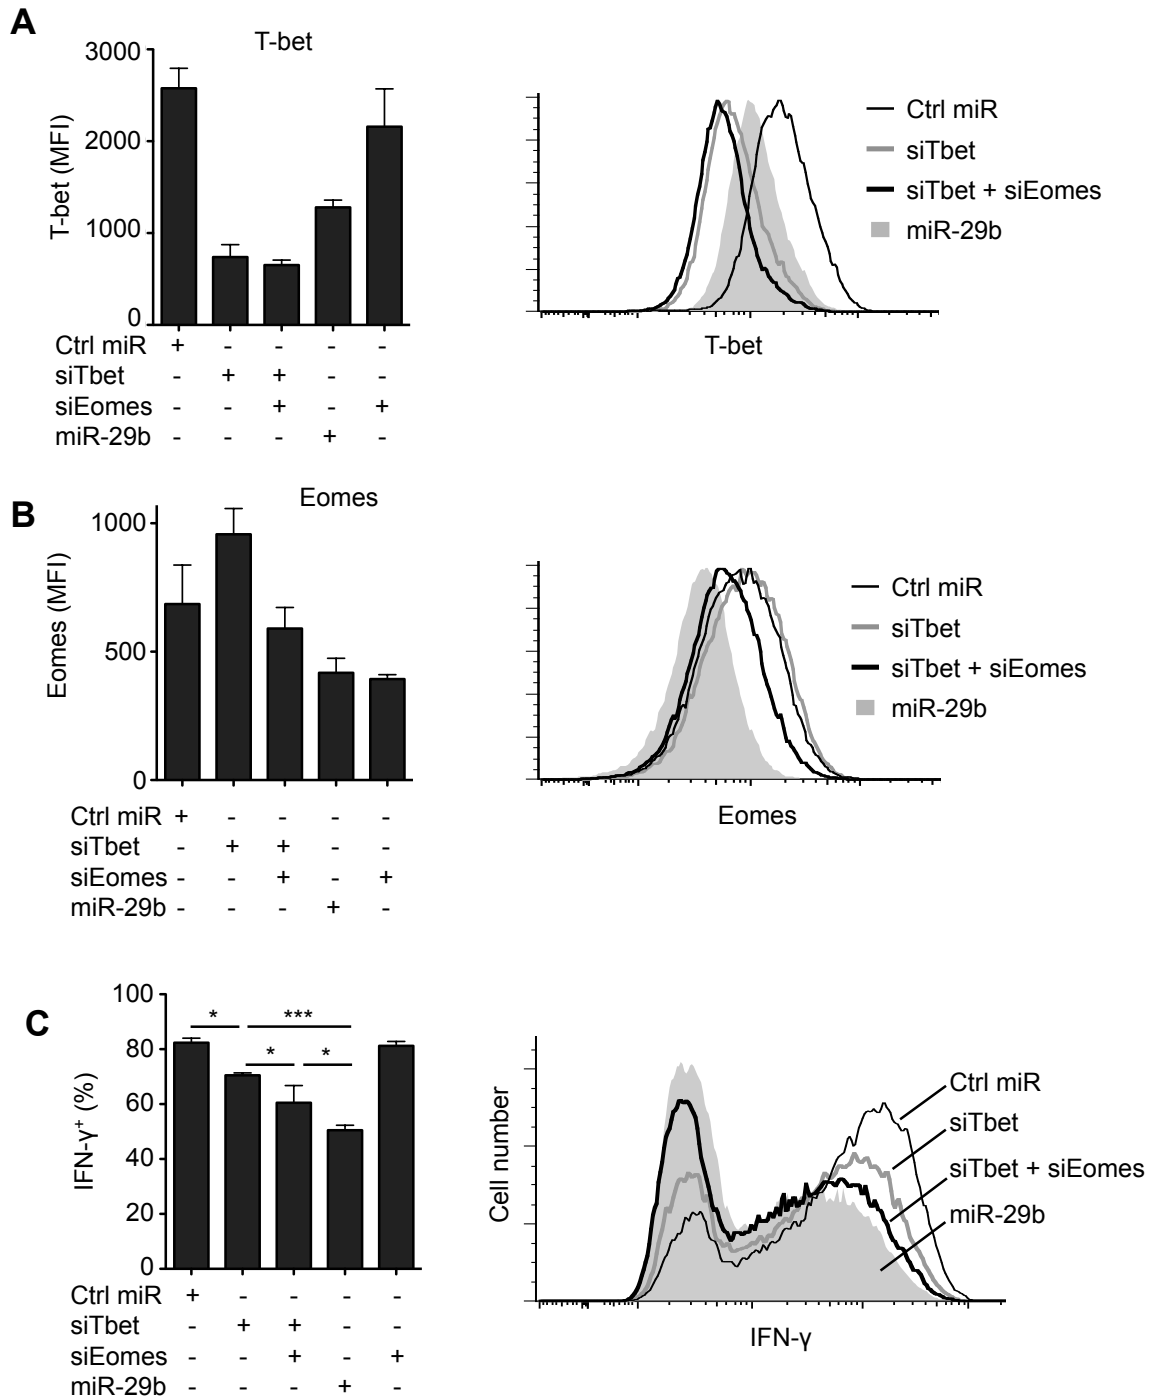 A
T-bet
T-bet (MFI)
3000
2000
1000
0
Ctrl miR + - - - -
siTbet - + + - -
siEomes - - + - +
miR-29b - - - + -
Ctrl miR
siTbet
siTbet + siEomes
miR-29b
T-bet
B
Eomes
Eomes (MFI)
1000
500
0
Ctrl miR + - - - -
siTbet - + + - -
siEomes - - + - +
miR-29b - - - + -
Ctrl miR
siTbet
siTbet + siEomes
miR-29b
Eomes
C
IFN-γ⁺ (%)
100
80
60
40
20
0
* ***
* *
Ctrl miR + - - - -
siTbet - + + - -
siEomes - - + - +
miR-29b - - - + -
Cell number
Ctrl miR
siTbet
siTbet + siEomes
miR-29b
IFN-γ